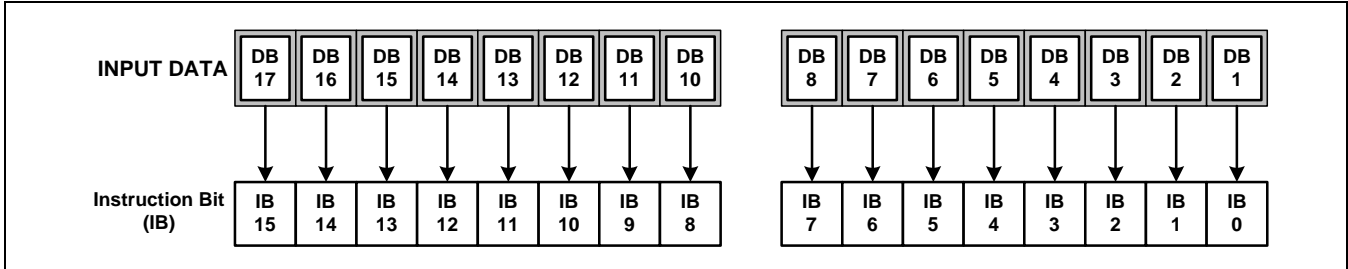 INPUT DATA
DB 17 DB 16 DB 15 DB 14 DB 13 DB 12 DB 11 DB 10 DB 8 DB 7 DB 6 DB 5 DB 4 DB 3 DB 2 DB 1
Instruction Bit
(IB)
IB 15 IB 14 IB 13 IB 12 IB 11 IB 10 IB 9 IB 8 IB 7 IB 6 IB 5 IB 4 IB 3 IB 2 IB 1 IB 0